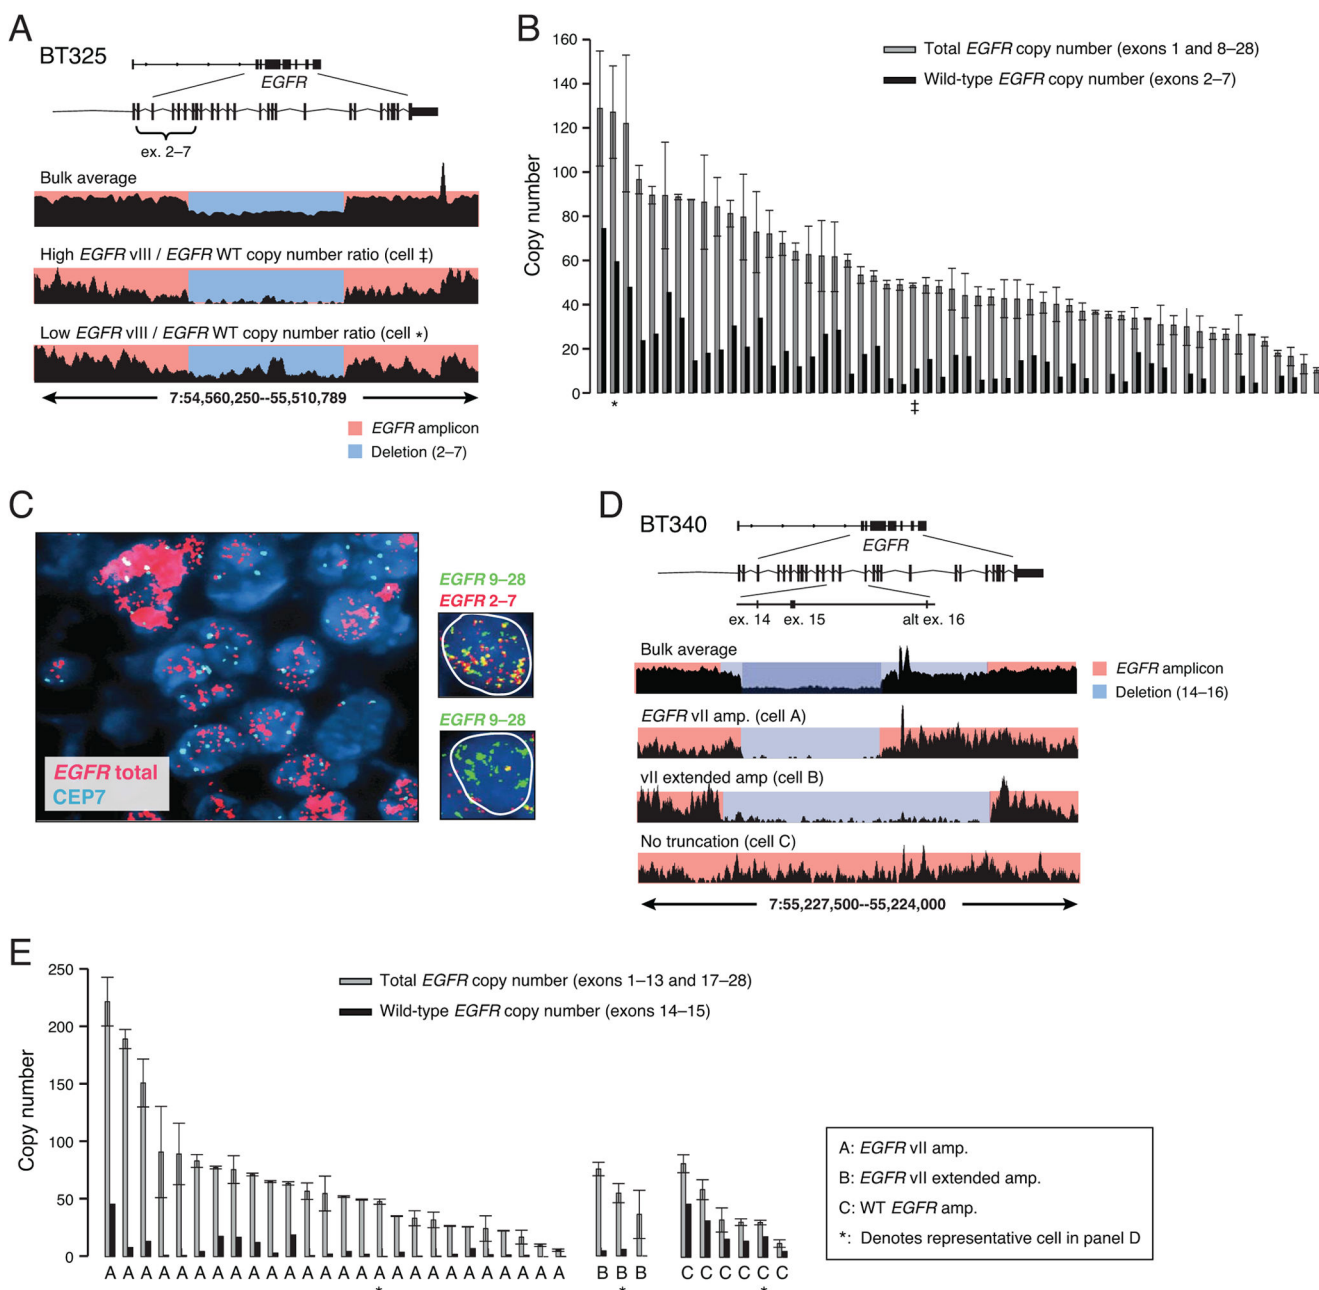 A
BT325
EGFR
ex. 2–7
Bulk average
High EGFR vIII / EGFR WT copy number ratio (cell ‡)
Low EGFR vIII / EGFR WT copy number ratio (cell *)
7:54,560,250--55,510,789
EGFR amplicon
Deletion (2–7)
B
Total EGFR copy number (exons 1 and 8–28)
Wild-type EGFR copy number (exons 2–7)
Copy number
160
140
120
100
80
60
40
20
0
* ‡
C
EGFR total
CEP7
EGFR 9–28
EGFR 2–7
EGFR 9–28
D
BT340
EGFR
ex. 14 ex. 15 alt ex. 16
Bulk average
EGFR amplicon
Deletion (14–16)
EGFR vII amp. (cell A)
vII extended amp (cell B)
No truncation (cell C)
7:55,227,500--55,224,000
E
Total EGFR copy number (exons 1–13 and 17–28)
Wild-type EGFR copy number (exons 14–15)
Copy number
250
200
150
100
50
0
A A A A A A A A A A A A A A A A A A A A A A A A A A B B B C C C C C C
* * *
A: EGFR vII amp.
B: EGFR vII extended amp.
C: WT EGFR amp.
*: Denotes representative cell in panel D